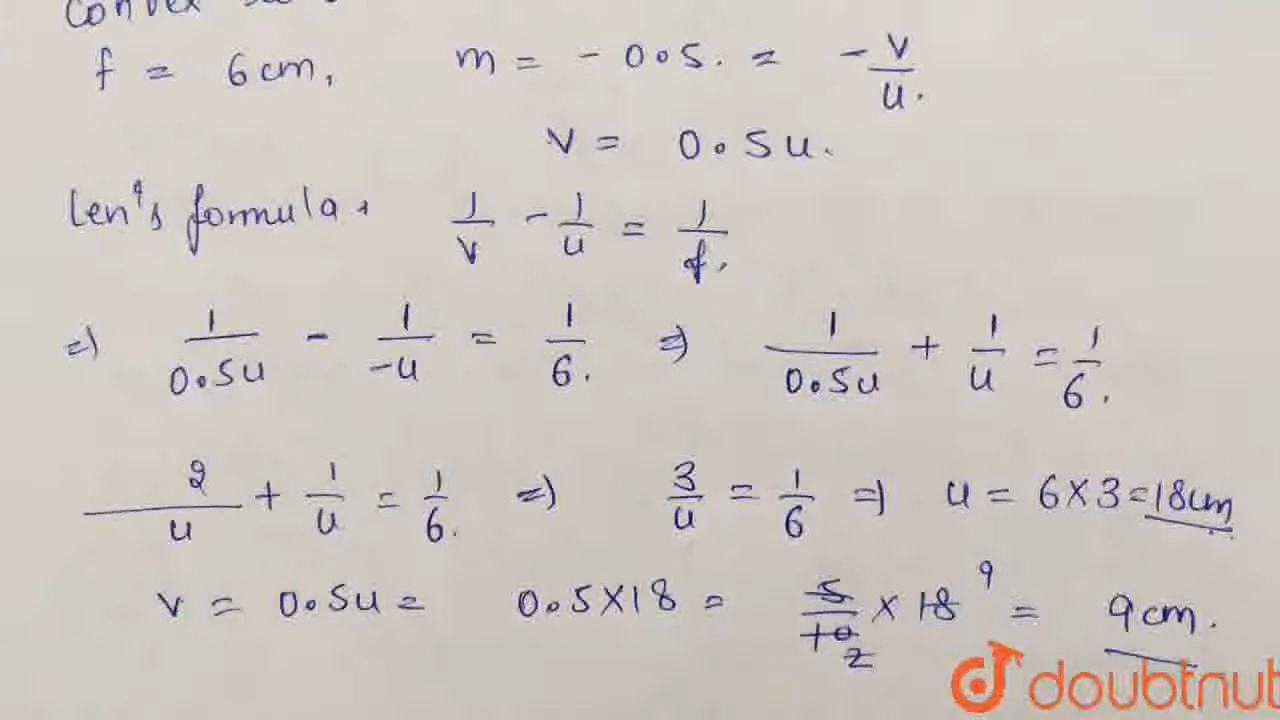 Convex
f = 6cm, m = - 0.5. = - v/u.
v = 0.5u.
len's formula. 1/v - 1/u = 1/f.
=) 1/0.5u - 1/-u = 1/6. =) 1/0.5u + 1/u = 1/6.
2/u + 1/u = 1/6. =) 3/u = 1/6 =) u = 6×3 = 18cm
v = 0.5u = 0.5×18 = 5/10 2 × 18 9 = 9cm.
doubtnut